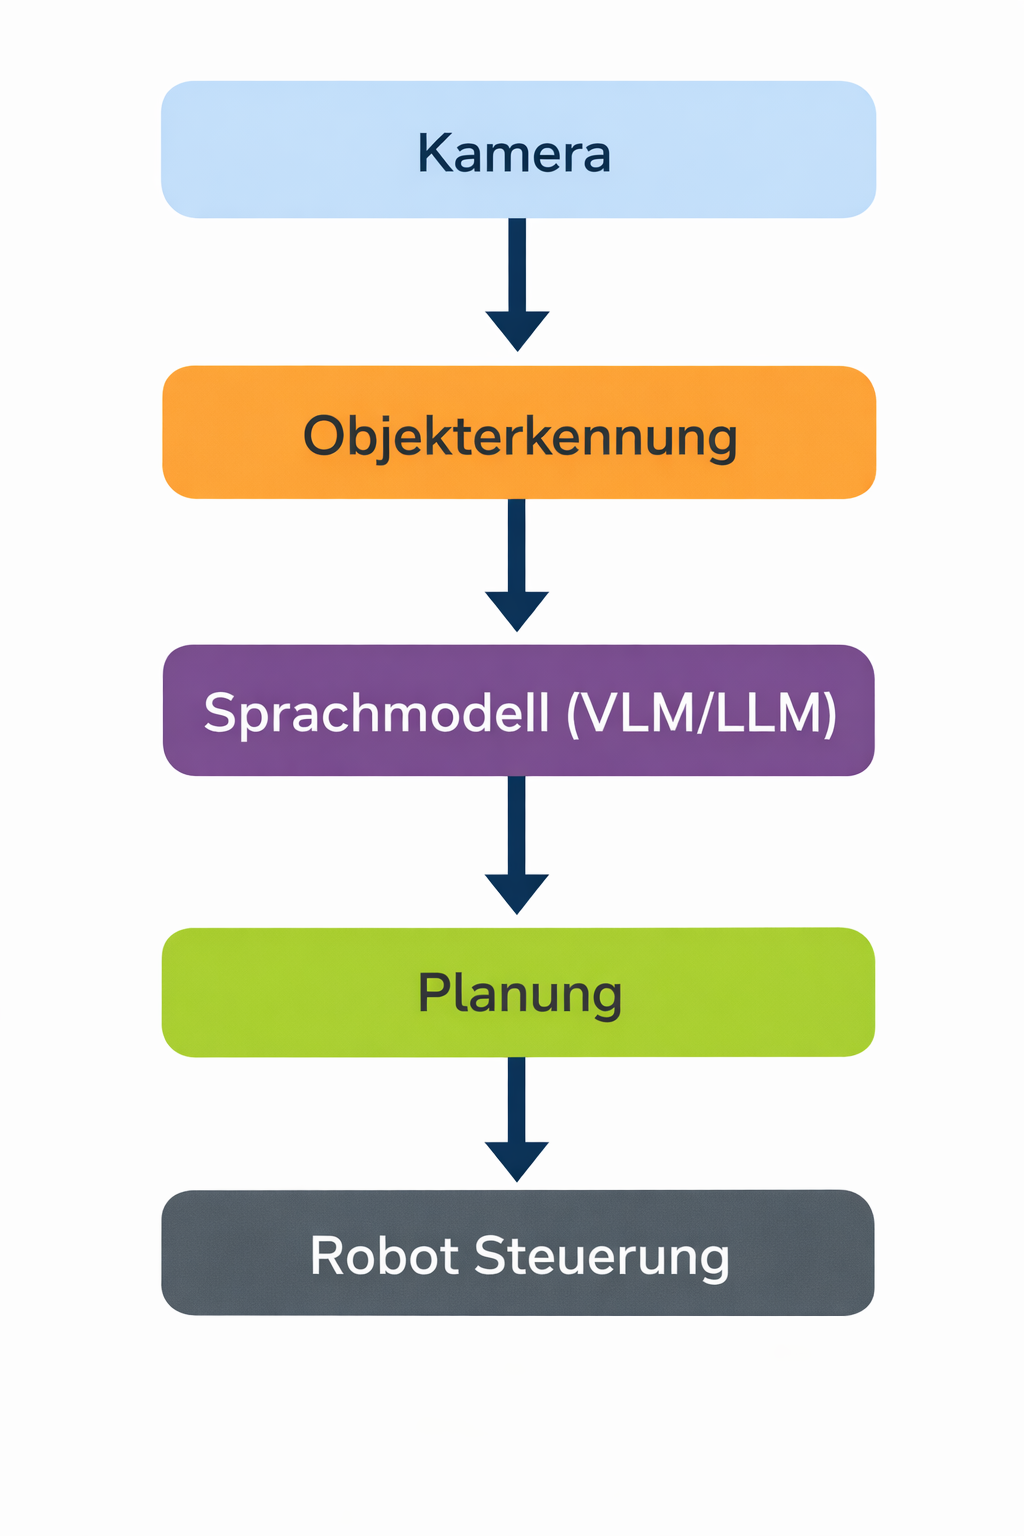 Kamera
Objekterkennung
Sprachmodell (VLM/LLM)
Planung
Robot Steuerung